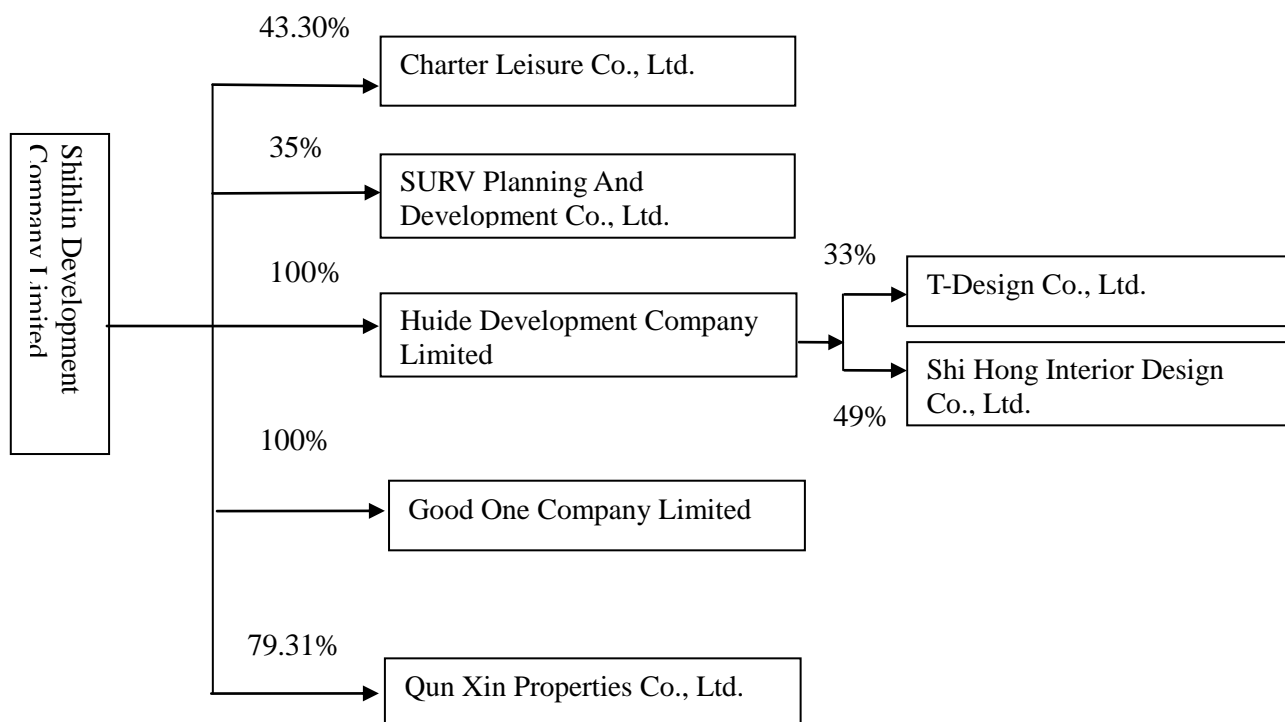 43.30%
Charter Leisure Co., Ltd.
Shihlin Development
Company Limited
35%
SURV Planning And
Development Co., Ltd.
100%
Huide Development Company
Limited
33%
T-Design Co., Ltd.
Shi Hong Interior Design
Co., Ltd.
49%
100%
Good One Company Limited
79.31%
Qun Xin Properties Co., Ltd.